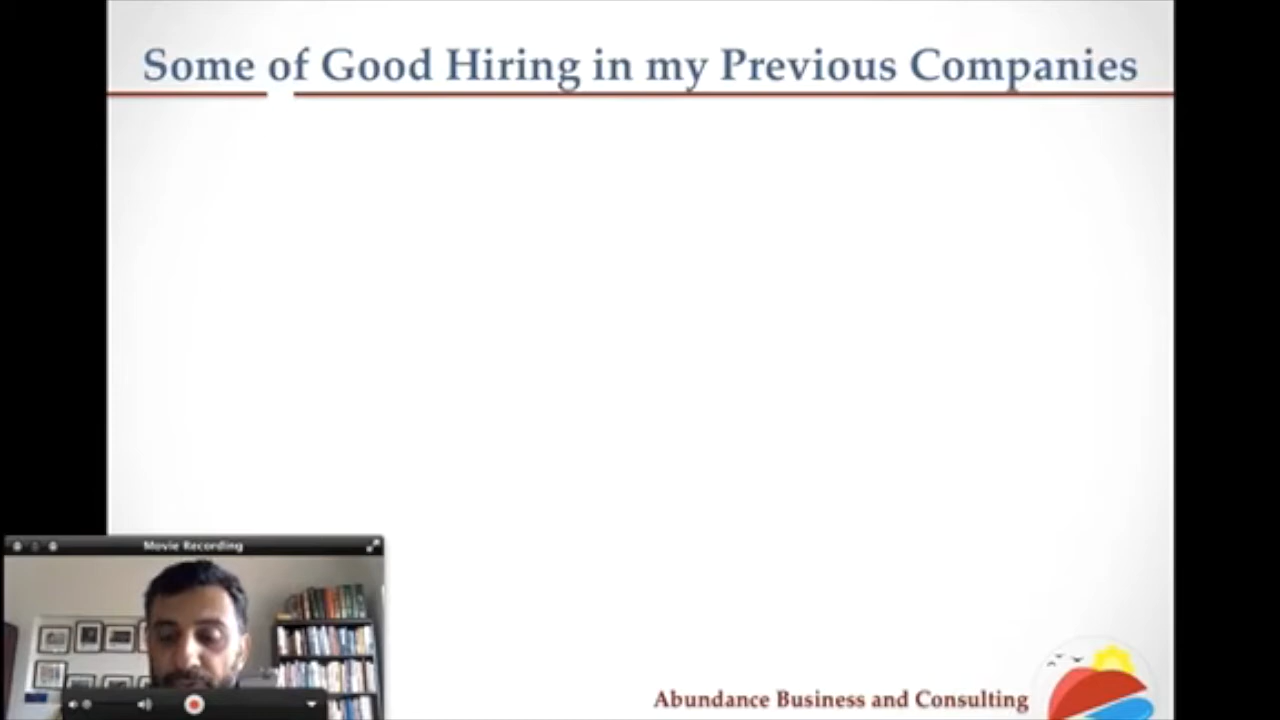 Some of Good Hiring in my Previous Companies
Movie Recording
Abundance Business and Consulting